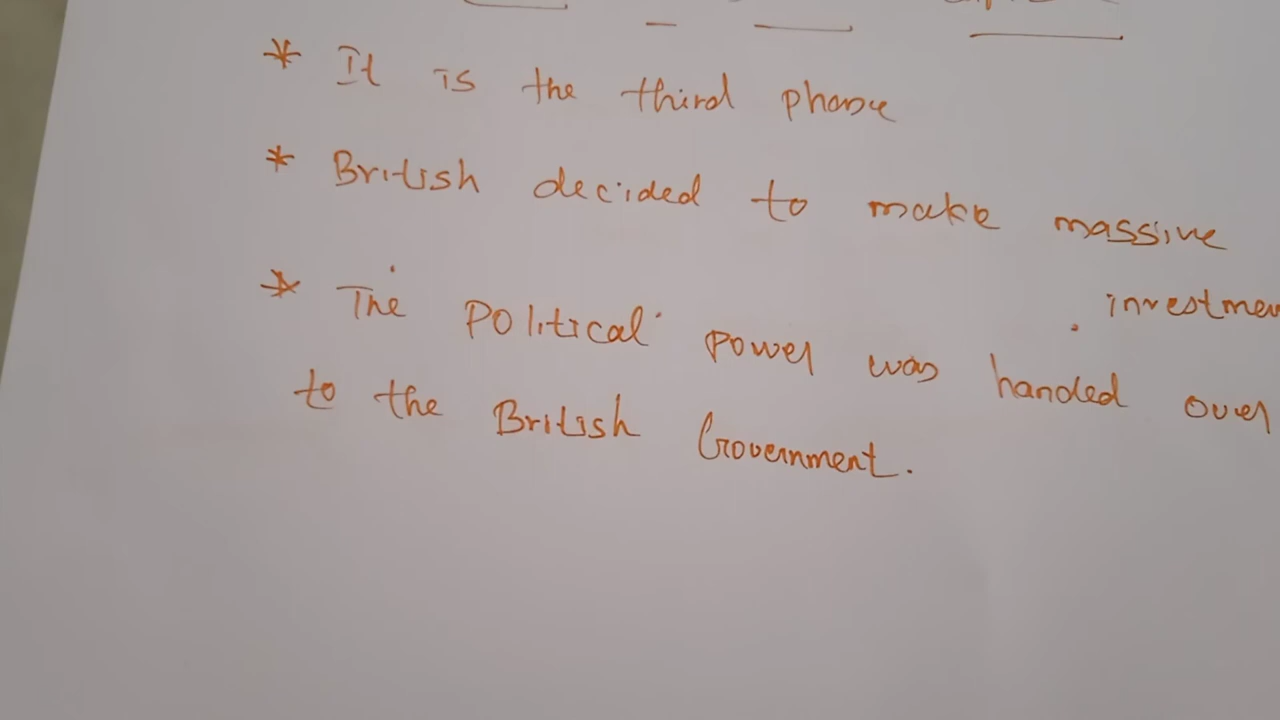 * It is the third phase
* British decided to make massive
investmen
* The Political power was handed over
to the British Government.